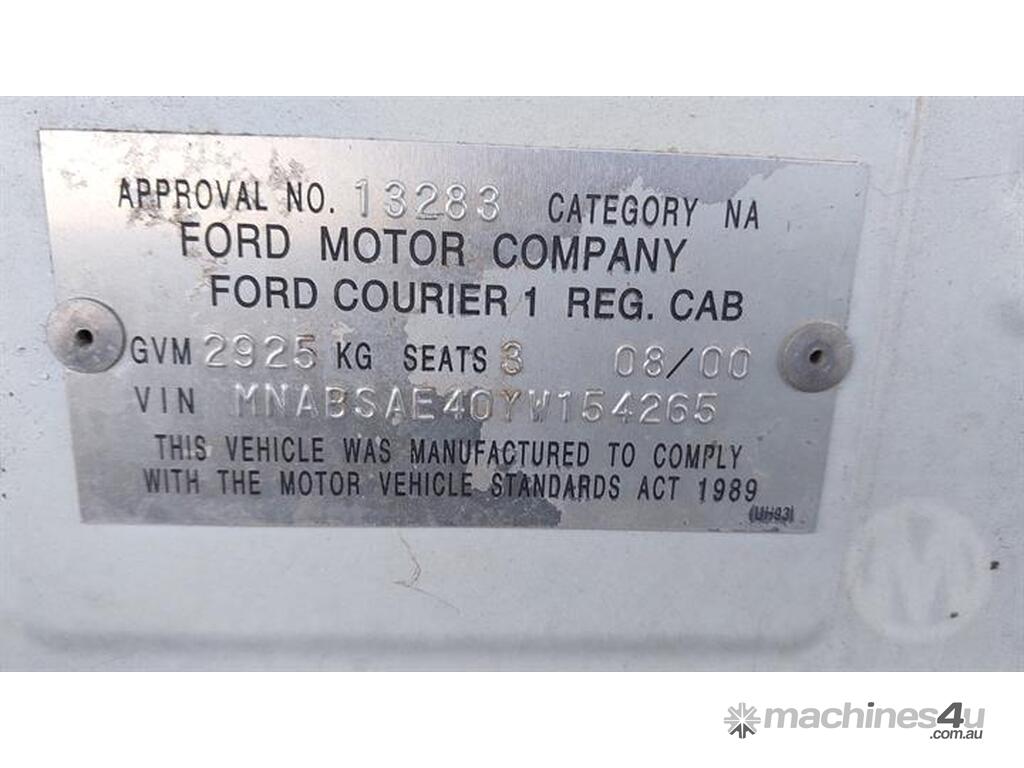 APPROVAL NO. 13283 CATEGORY NA
FORD MOTOR COMPANY
FORD COURIER 1 REG. CAB
GVM 2925 KG SEATS 3 08/00
VIN MNABSAE40YW154265
THIS VEHICLE WAS MANUFACTURED TO COMPLY
WITH THE MOTOR VEHICLE STANDARDS ACT 1989
M
machines4u
.com.au